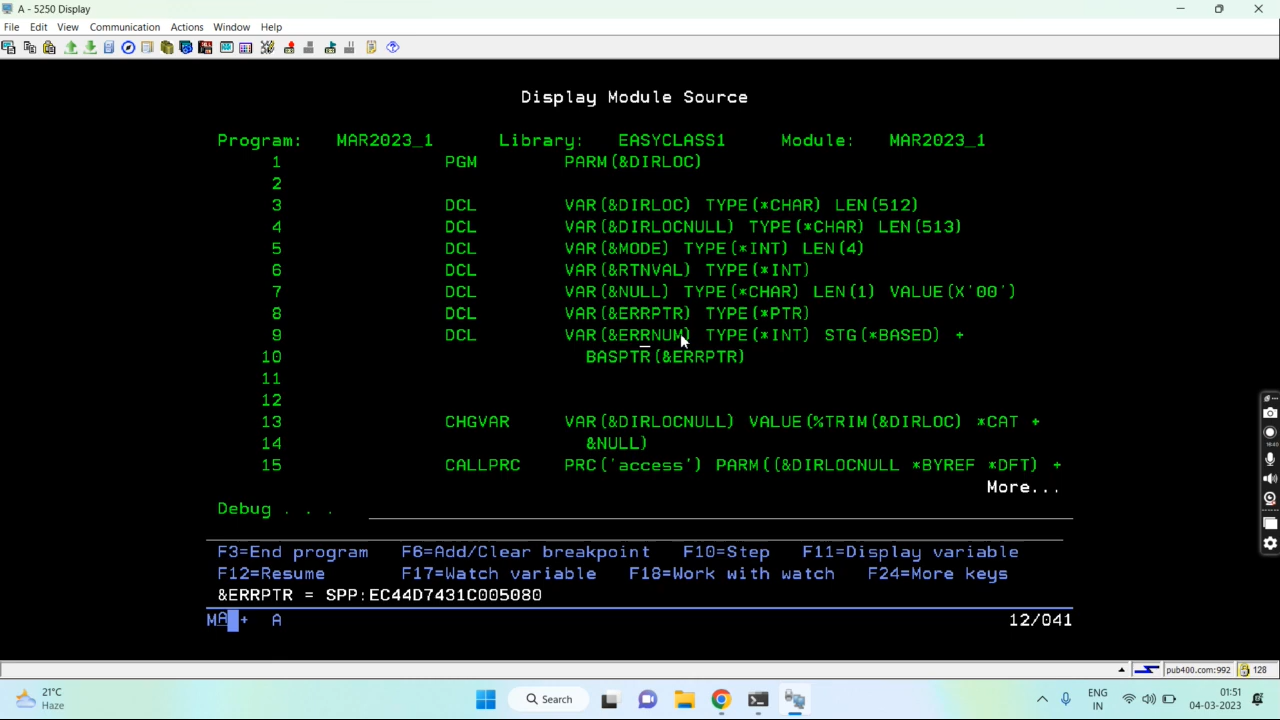 A - 5250 Display
File Edit View Communication Actions Window Help
Display Module Source
Program: MAR2023_1 Library: EASYCLASS1 Module: MAR2023_1
1 PGM PARM(&DIRLOC)
2
3 DCL VAR(&DIRLOC) TYPE(*CHAR) LEN(512)
4 DCL VAR(&DIRLOCNULL) TYPE(*CHAR) LEN(513)
5 DCL VAR(&MODE) TYPE(*INT) LEN(4)
6 DCL VAR(&RTNVAL) TYPE(*INT)
7 DCL VAR(&NULL) TYPE(*CHAR) LEN(1) VALUE(X'00')
8 DCL VAR(&ERRPTR) TYPE(*PTR)
9 DCL VAR(&ERRNUM) TYPE(*INT) STG(*BASED) +
10 BASPTR(&ERRPTR)
11
12
13 CHGVAR VAR(&DIRLOCNULL) VALUE(%TRIM(&DIRLOC) *CAT +
14 &NULL)
15 CALLPRC PRC('access') PARM((&DIRLOCNULL *BYREF *DFT) +
More...
Debug . . .
F3=End program F6=Add/Clear breakpoint F10=Step F11=Display variable
F12=Resume F17=Watch variable F18=Work with watch F24=More keys
&ERRPTR = SPP:EC44D7431C005080
MA + A 12/041
pub400.com:992 128
21°C
Haze
Search
ENG
IN
01:51
04-03-2023